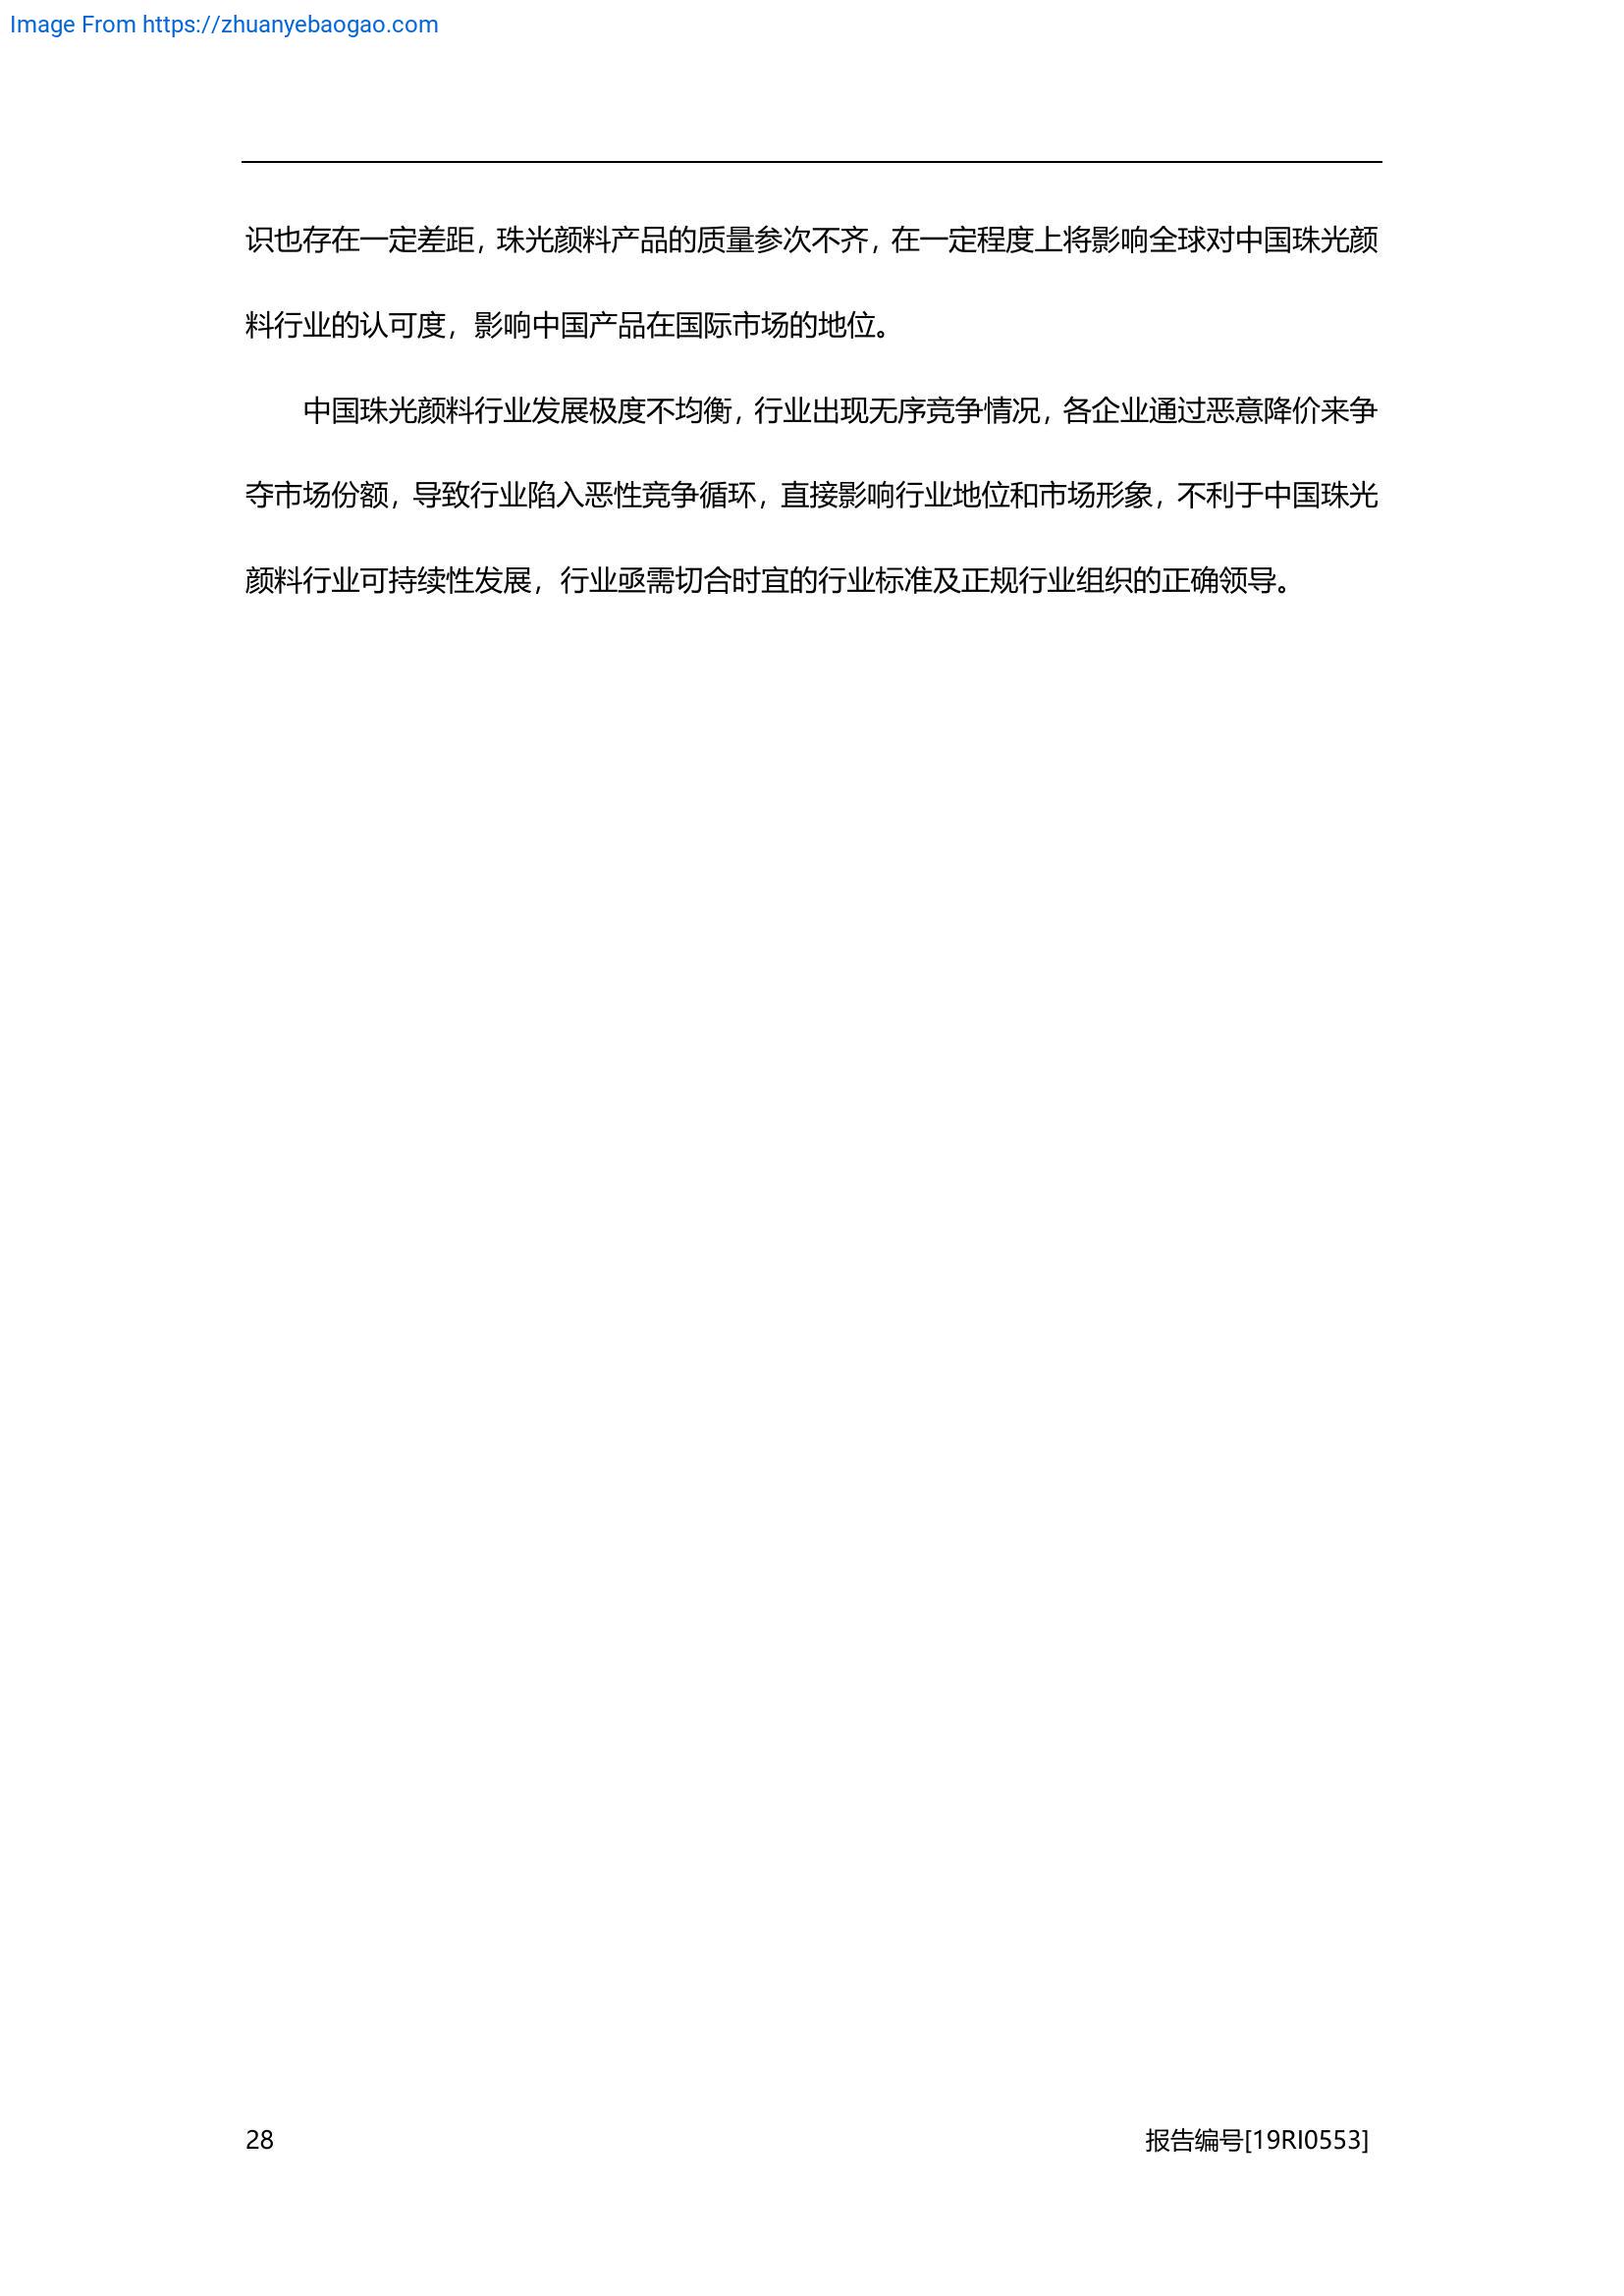 Image From https://zhuanyebaogao.com
识也存在一定差距，珠光颜料产品的质量参次不齐，在一定程度上将影响全球对中国珠光颜
料行业的认可度，影响中国产品在国际市场的地位。
中国珠光颜料行业发展极度不均衡，行业出现无序竞争情况，各企业通过恶意降价来争
夺市场份额，导致行业陷入恶性竞争循环，直接影响行业地位和市场形象，不利于中国珠光
颜料行业可持续性发展，行业亟需切合时宜的行业标准及正规行业组织的正确领导。
28 报告编号[19RI0553]